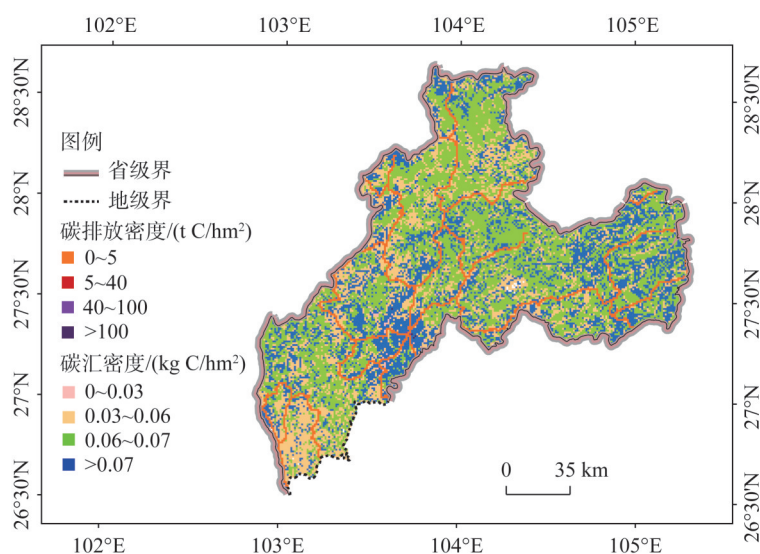 102°E 103°E 104°E 105°E
28°30′N
28°N
27°30′N
27°N
26°30′N
图例
省级界
地级界
碳排放密度/(t C/hm²)
0~5
5~40
40~100
>100
碳汇密度/(kg C/hm²)
0~0.03
0.03~0.06
0.06~0.07
>0.07
0 35 km
28°30′N
28°N
27°30′N
27°N
26°30′N
102°E 103°E 104°E 105°E